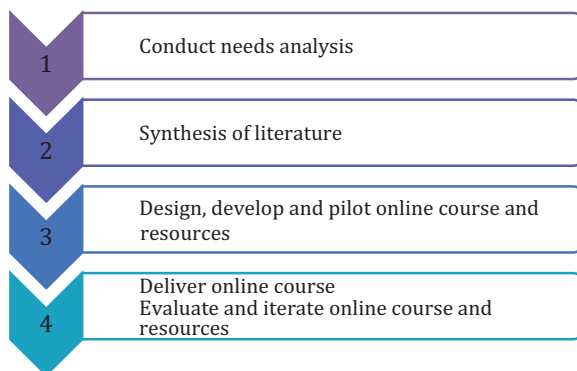 1
Conduct needs analysis
2
Synthesis of literature
3
Design, develop and pilot online course and
resources
4
Deliver online course
Evaluate and iterate online course and
resources